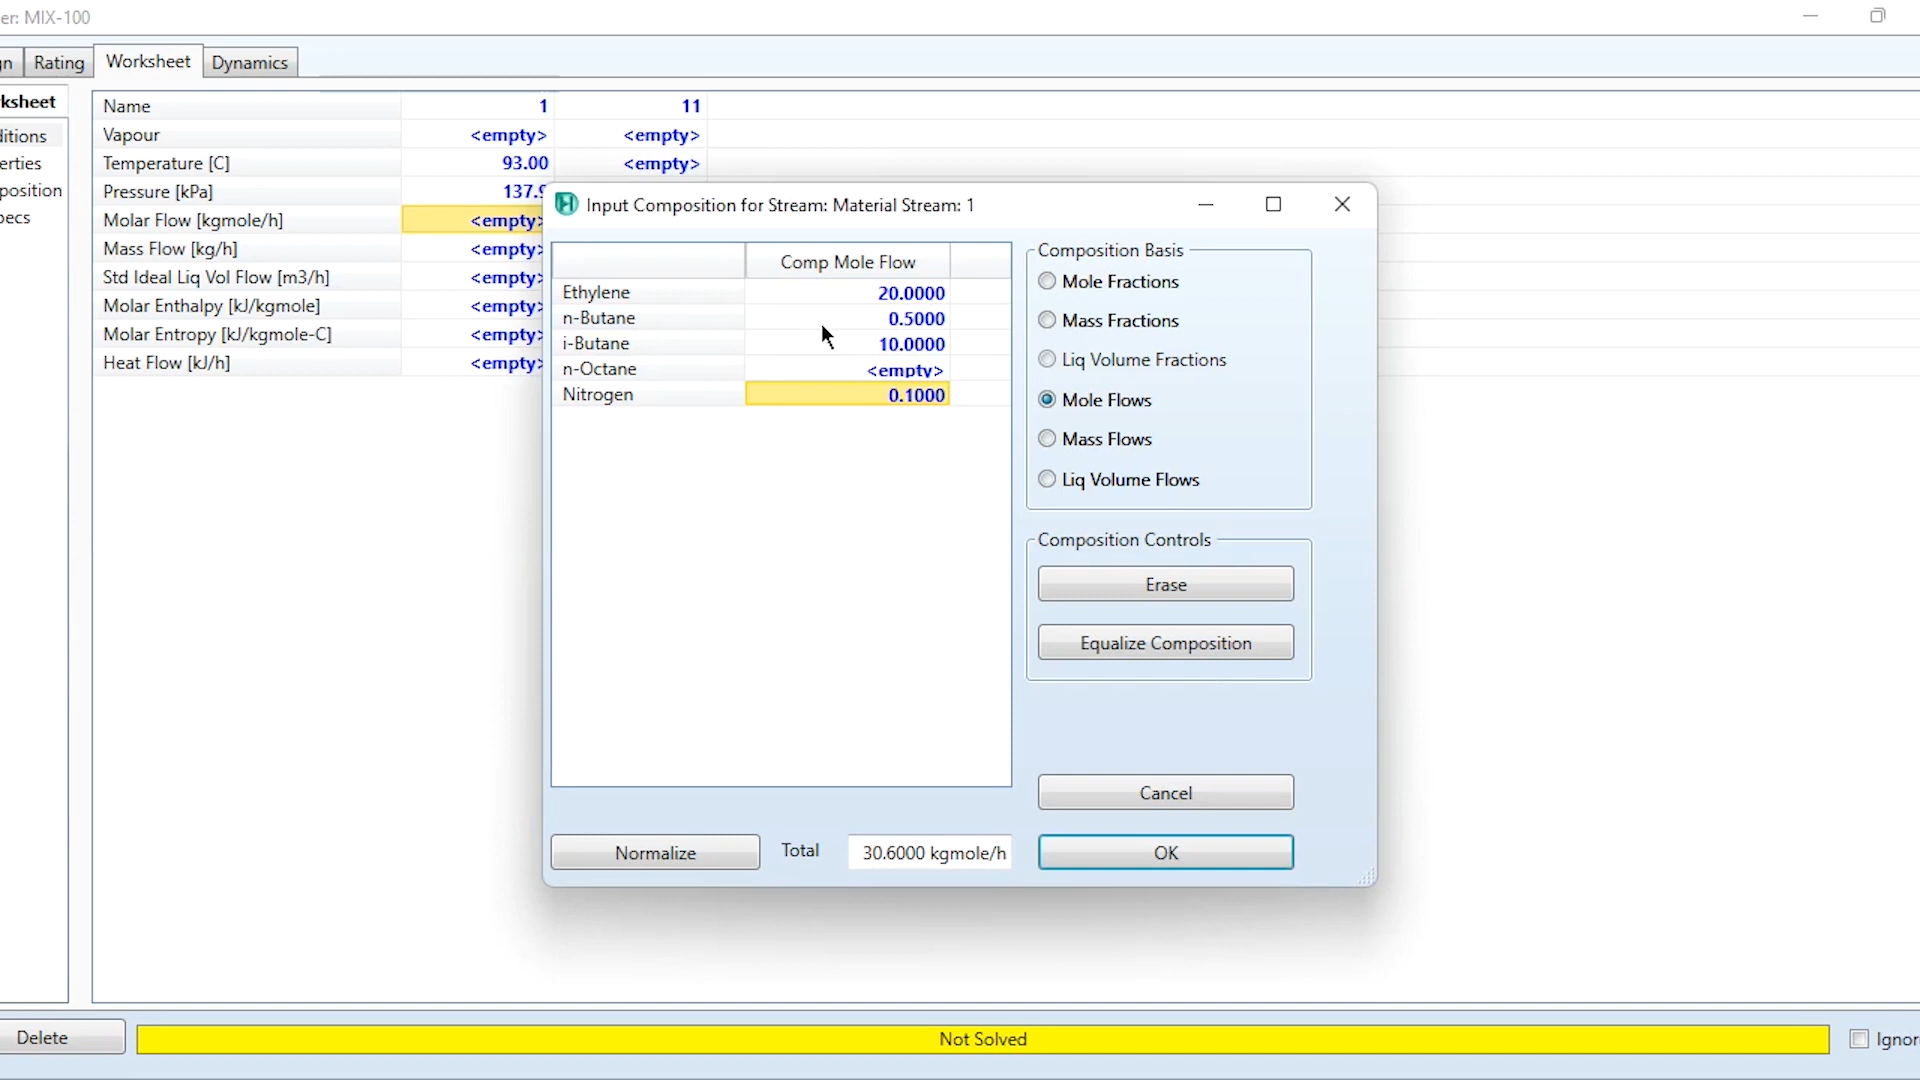 er: MIX-100
gn Rating Worksheet Dynamics
ksheet
ditions
erties
position
pecs
Name 1 11
Vapour <empty> <empty>
Temperature [C] 93.00 <empty>
Pressure [kPa] 137.9
Molar Flow [kgmole/h] <empty>
Mass Flow [kg/h] <empty>
Std Ideal Liq Vol Flow [m3/h] <empty>
Molar Enthalpy [kJ/kgmole] <empty>
Molar Entropy [kJ/kgmole-C] <empty>
Heat Flow [kJ/h] <empty>
Input Composition for Stream: Material Stream: 1
Comp Mole Flow
Ethylene 20.0000
n-Butane 0.5000
i-Butane 10.0000
n-Octane <empty>
Nitrogen 0.1000
Composition Basis
Mole Fractions
Mass Fractions
Liq Volume Fractions
Mole Flows
Mass Flows
Liq Volume Flows
Composition Controls
Erase
Equalize Composition
Cancel
Normalize Total 30.6000 kgmole/h OK
Delete Not Solved Ignor